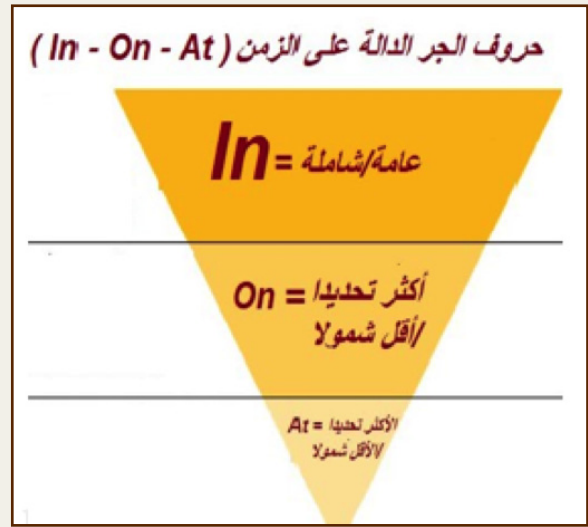 حروف الجر الدالة على الزمن ( In - On - At )
In = عامة/شاملة
On = أكثر تحديدا
/أقل شمولا
At = الأكثر تحديدا
/الأقل شمولا